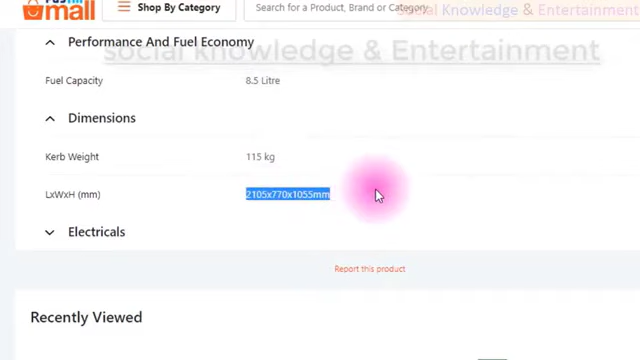 mall
Shop By Category
Search for a Product, Brand or Category
Social Knowledge & Entertainment
Performance And Fuel Economy
social knowledge & Entertainment
Fuel Capacity 8.5 Litre
Dimensions
Kerb Weight 115 kg
LxWxH (mm) 2105x770x1055mm
Electricals
Report this product
Recently Viewed